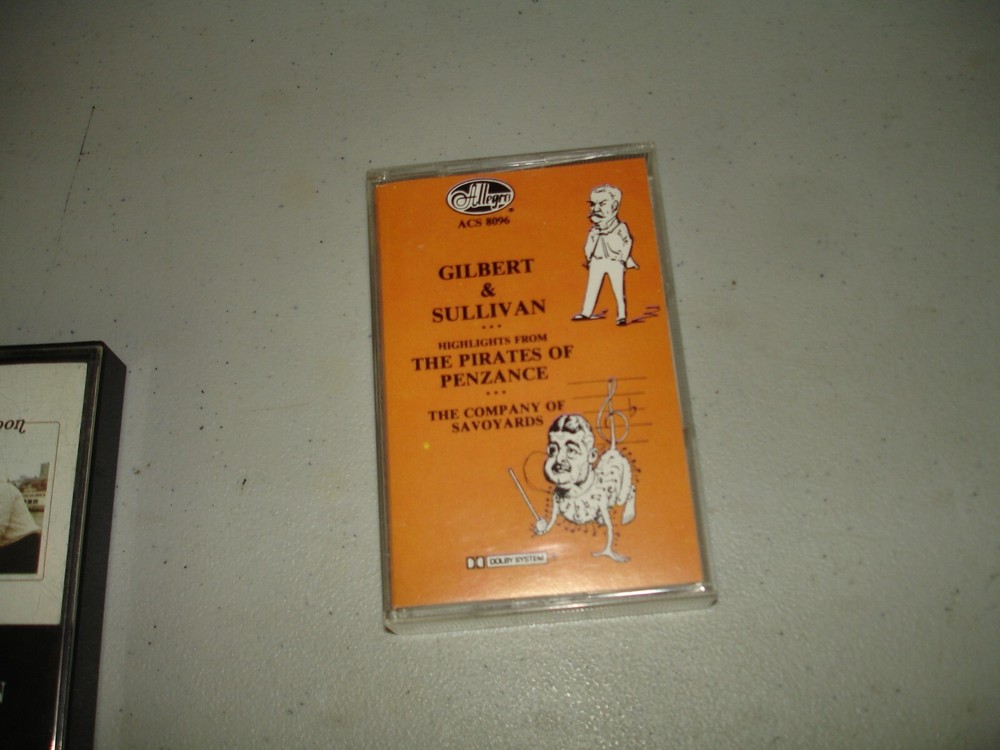 Allegro
ACS 8096
GILBERT
&
SULLIVAN
HIGHLIGHTS FROM
THE PIRATES OF
PENZANCE
THE COMPANY OF
SAVOYARDS
DOLBY SYSTEM